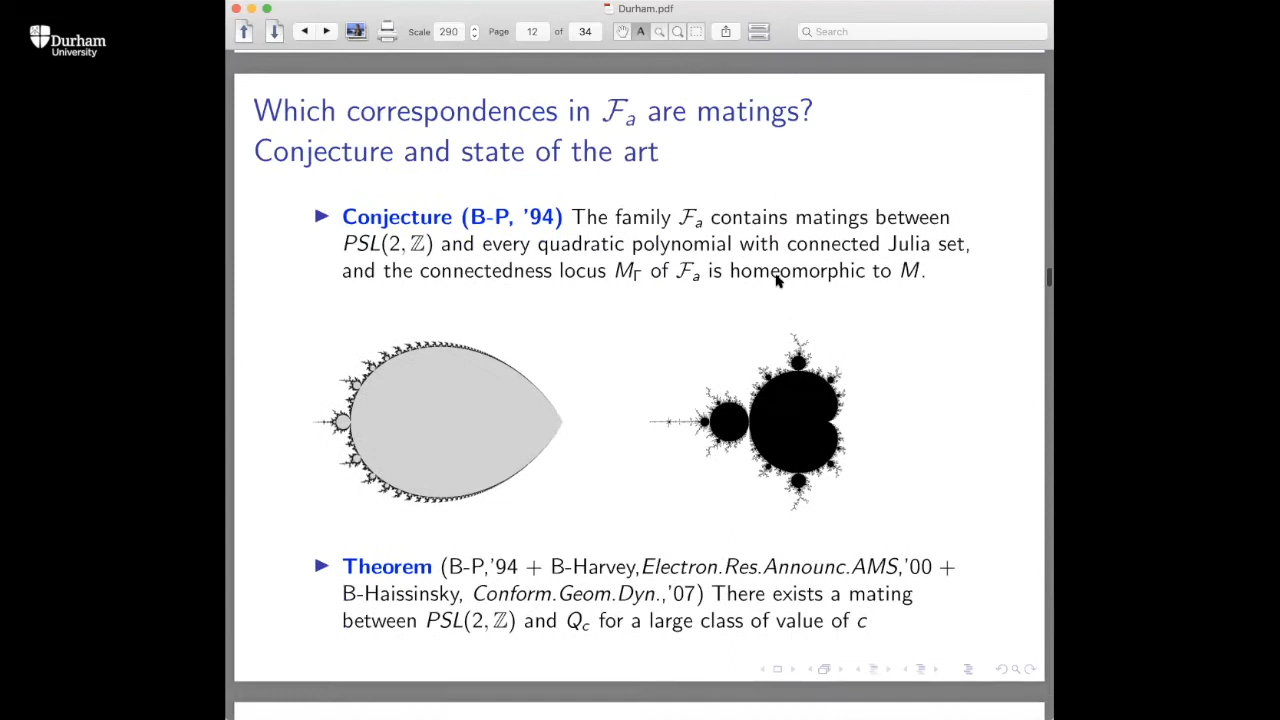 Durham.pdf
Durham
University
Scale 290 Page 12 of 34 A Search
Which correspondences in ℱₐ are matings?
Conjecture and state of the art
▶ Conjecture (B-P, '94) The family ℱₐ contains matings between
PSL(2, ℤ) and every quadratic polynomial with connected Julia set,
and the connectedness locus M_Γ of ℱₐ is homeomorphic to M.
▶ Theorem (B-P,'94 + B-Harvey,Electron.Res.Announc.AMS,'00 +
B-Haissinsky, Conform.Geom.Dyn.,'07) There exists a mating
between PSL(2, ℤ) and Q_c for a large class of value of c